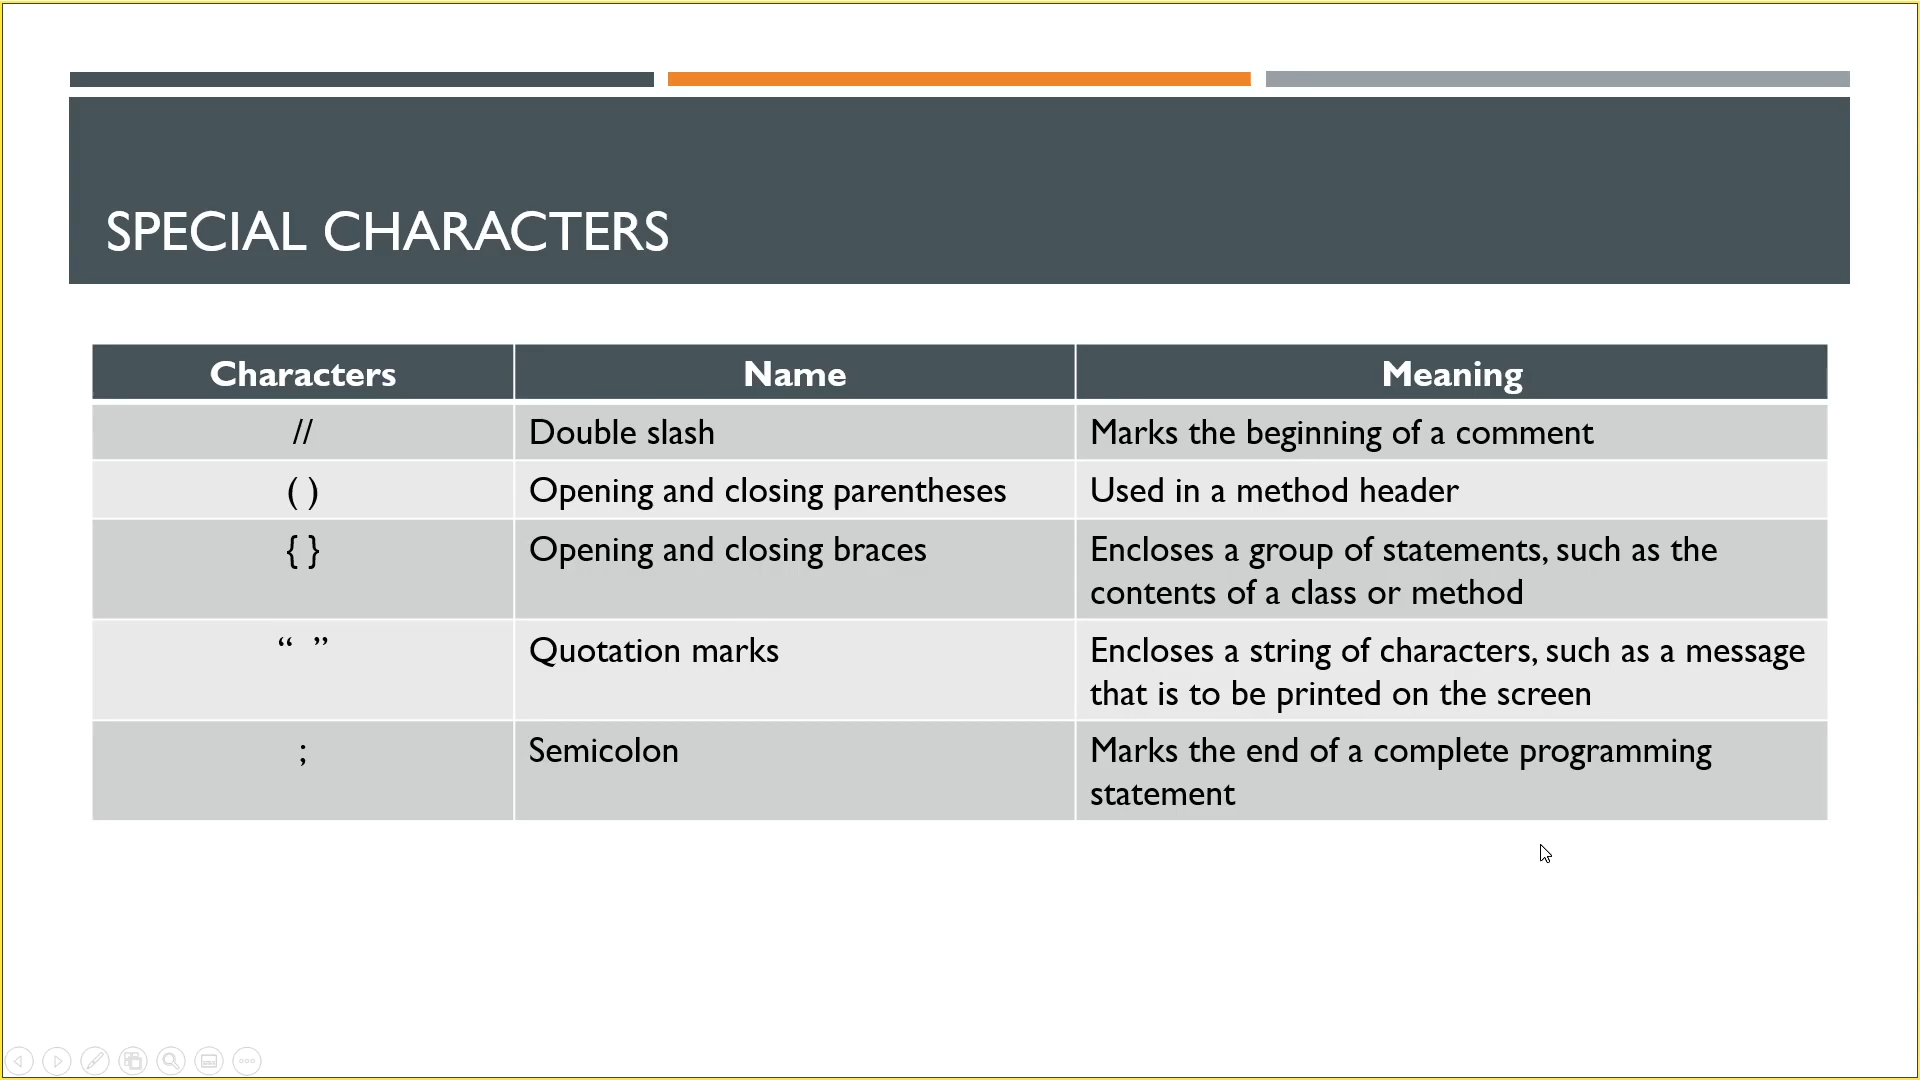 SPECIAL CHARACTERS
Characters Name Meaning
// Double slash Marks the beginning of a comment
( ) Opening and closing parentheses Used in a method header
{ } Opening and closing braces Encloses a group of statements, such as the
contents of a class or method
“ ” Quotation marks Encloses a string of characters, such as a message
that is to be printed on the screen
; Semicolon Marks the end of a complete programming
statement